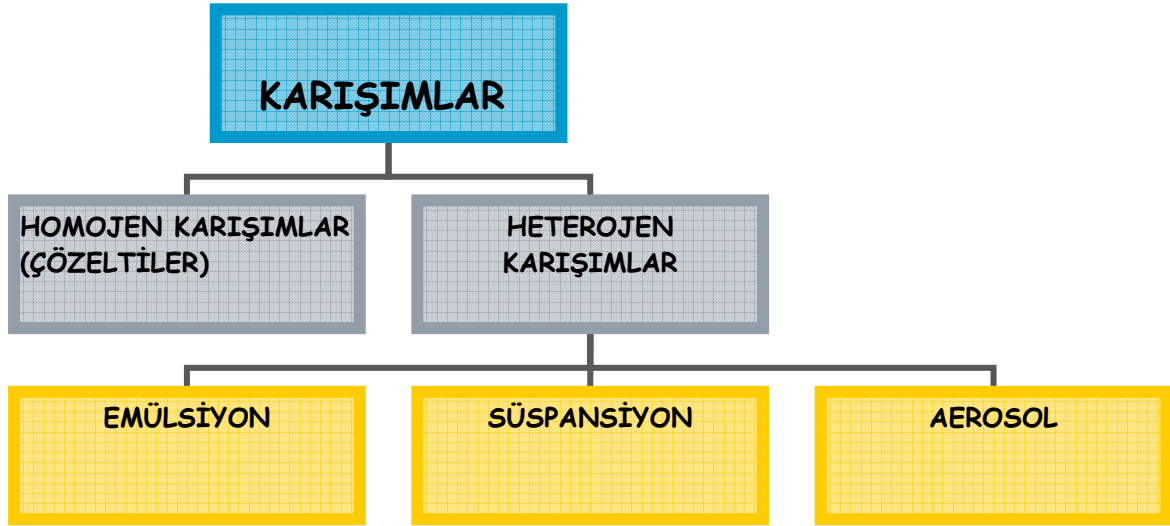 KARIŞIMLAR
HOMOJEN KARIŞIMLAR
(ÇÖZELTİLER)
HETEROJEN
KARIŞIMLAR
EMÜLSİYON
SÜSPANSİYON
AEROSOL